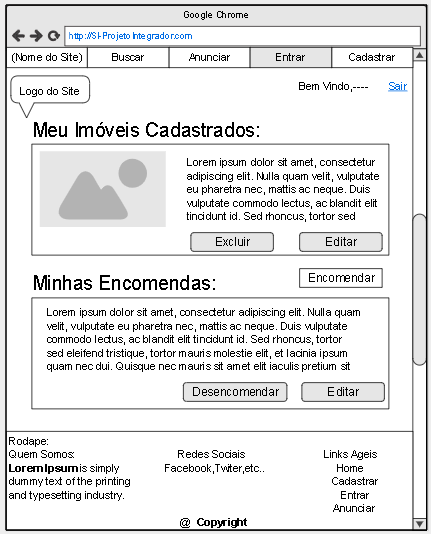 Google Chrome
http://SI-ProjetoIntegrador.com
(Nome do Site) Buscar Anunciar Entrar Cadastrar
Logo do Site
Bem Vindo,---- Sair
Meu Imóveis Cadastrados:
Lorem ipsum dolor sit amet, consectetur
adipiscing elit. Nulla quam velit, vulputate
eu pharetra nec, mattis ac neque. Duis
vulputate commodo lectus, ac blandit elit
tincidunt id. Sed rhoncus, tortor sed
Excluir Editar
Minhas Encomendas:
Encomendar
Lorem ipsum dolor sit amet, consectetur adipiscing elit. Nulla quam
velit, vulputate eu pharetra nec, mattis ac neque. Duis vulputate
commodo lectus, ac blandit elit tincidunt id. Sed rhoncus, tortor
sed eleifend tristique, tortor mauris molestie elit, et lacinia ipsum
quam nec dui. Quisque nec mauris sit amet elit iaculis pretium sit
Desencomendar Editar
Rodape:
Quem Somos:
Lorem Ipsum is simply
dummy text of the printing
and typesetting industry.
Redes Sociais
Facebook,Twiter,etc..
Links Ageis
Home
Cadastrar
Entrar
Anunciar
@ Copyright